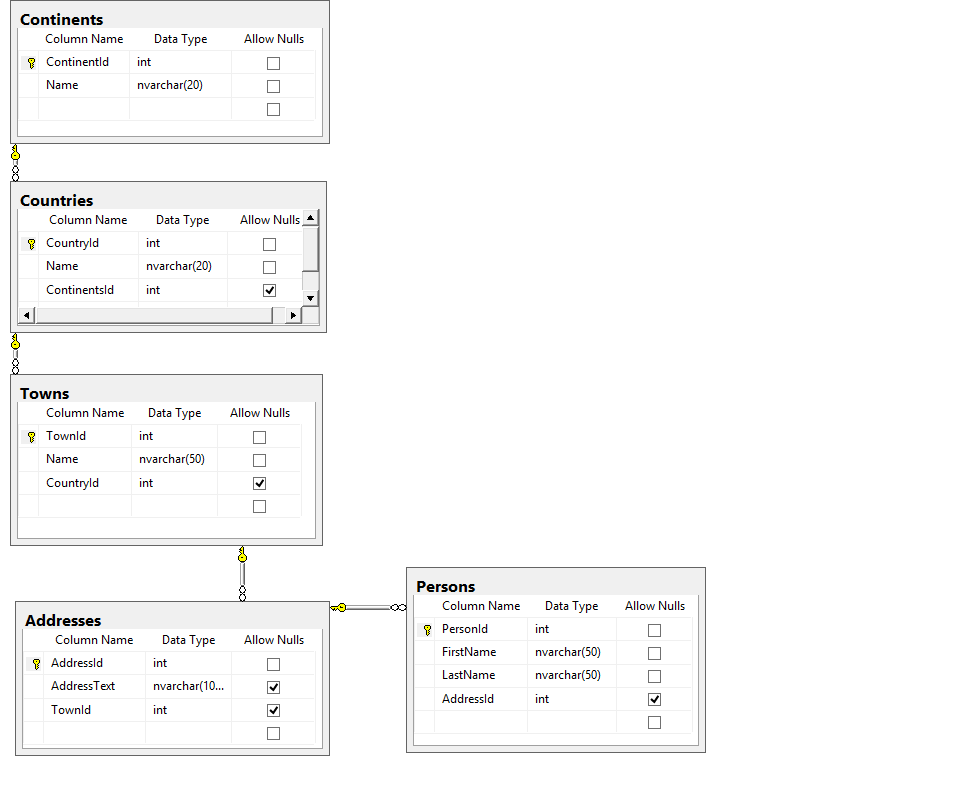 Continents
Column Name Data Type Allow Nulls
ContinentId int
Name nvarchar(20)
Countries
Column Name Data Type Allow Nulls
CountryId int
Name nvarchar(20)
ContinentsId int
Towns
Column Name Data Type Allow Nulls
TownId int
Name nvarchar(50)
CountryId int
Addresses
Column Name Data Type Allow Nulls
AddressId int
AddressText nvarchar(10...
TownId int
Persons
Column Name Data Type Allow Nulls
PersonId int
FirstName nvarchar(50)
LastName nvarchar(50)
AddressId int